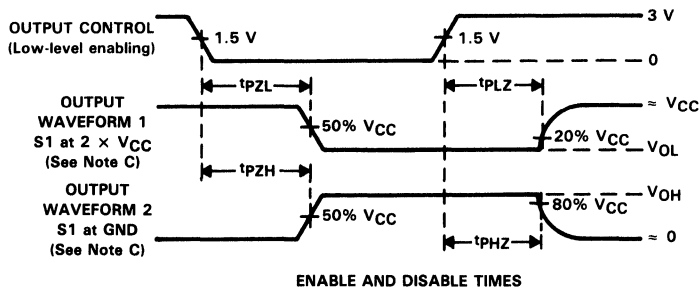 OUTPUT CONTROL
(Low-level enabling)
1.5 V
1.5 V
3 V
0
tPZL
tPLZ
OUTPUT
WAVEFORM 1
S1 at 2 × VCC
(See Note C)
50% VCC
20% VCC
≈ VCC
VOL
tPZH
OUTPUT
WAVEFORM 2
S1 at GND
(See Note C)
50% VCC
80% VCC
VOH
≈ 0
tPHZ
ENABLE AND DISABLE TIMES